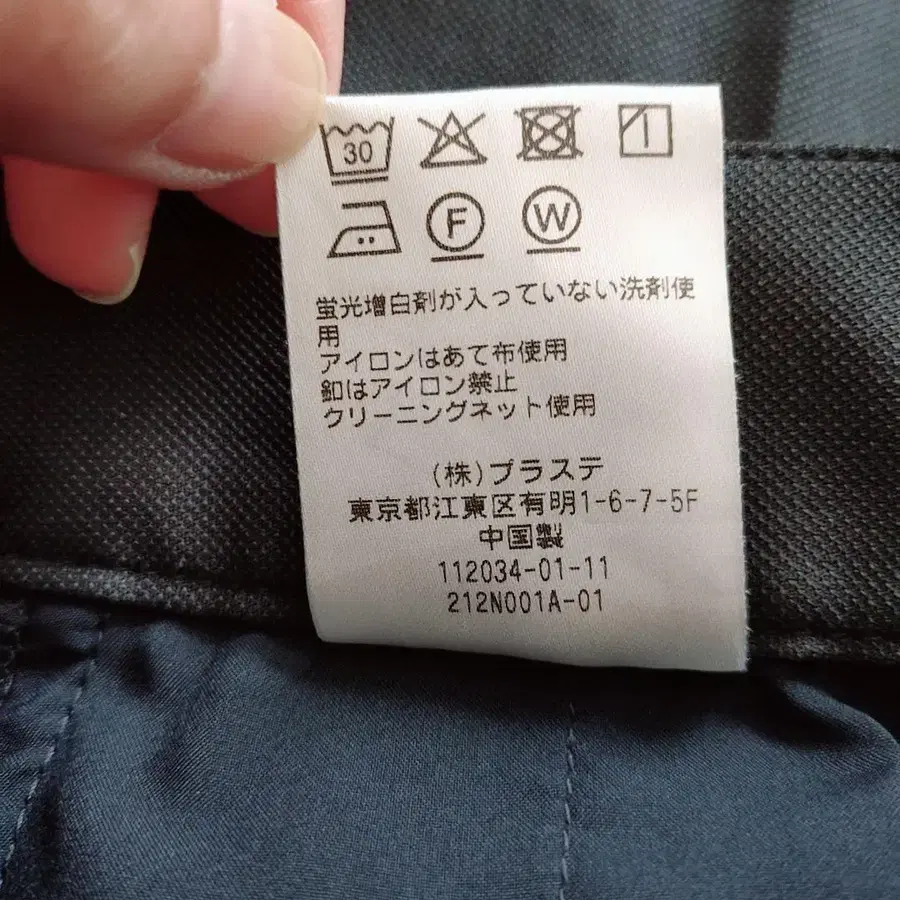 30
F W
蛍光増白剤が入っていない洗剤使
用
アイロンはあて布使用
釦はアイロン禁止
クリーニングネット使用
(株)プラステ
東京都江東区有明1-6-7-5F
中国製
112034-01-11
212N001A-01